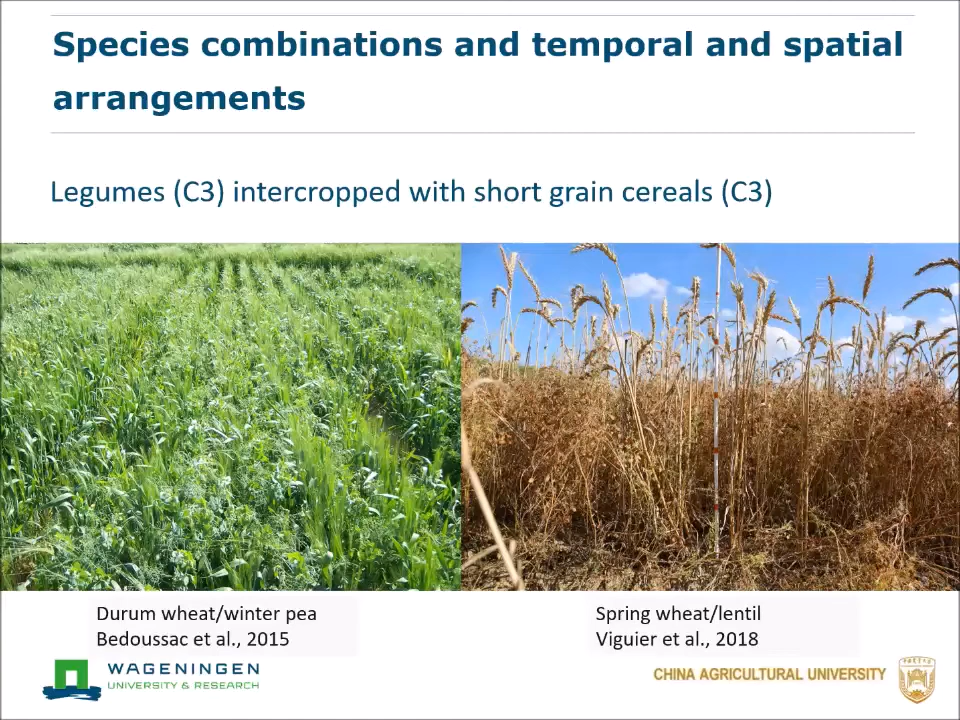 Species combinations and temporal and spatial
arrangements
Legumes (C3) intercropped with short grain cereals (C3)
Durum wheat/winter pea
Bedoussac et al., 2015
Spring wheat/lentil
Viguier et al., 2018
WAGENINGEN
UNIVERSITY & RESEARCH
CHINA AGRICULTURAL UNIVERSITY